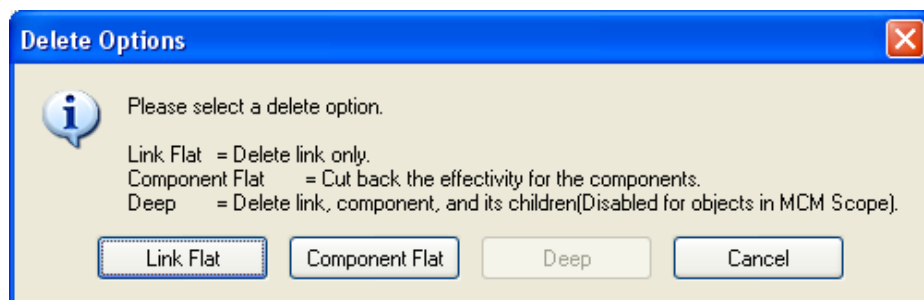 Delete Options
Please select a delete option.
Link Flat = Delete link only.
Component Flat = Cut back the effectivity for the components.
Deep = Delete link, component, and its children(Disabled for objects in MCM Scope).
Link Flat Component Flat Deep Cancel